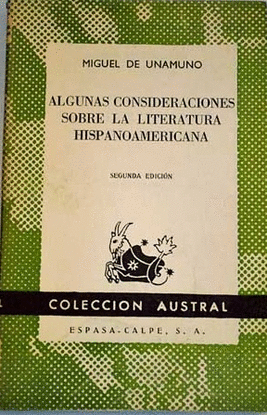 MIGUEL DE UNAMUNO
ALGUNAS CONSIDERACIONES
SOBRE LA LITERATURA
HISPANOAMERICANA
SEGUNDA EDICIÓN
COLECCION AUSTRAL
ESPASA-CALPE, S. A.